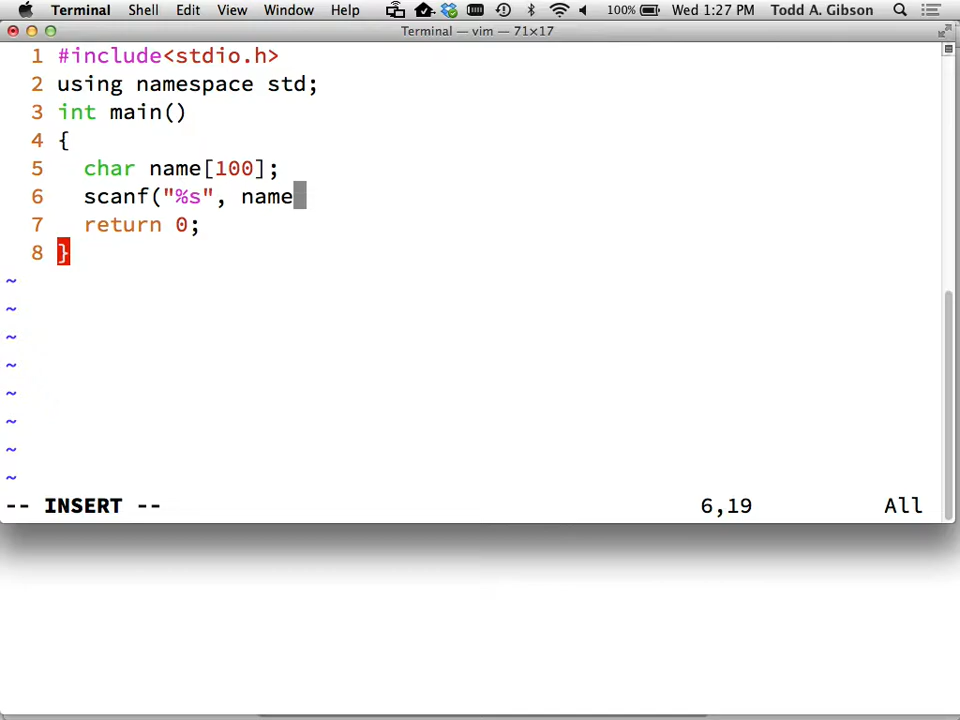 Terminal Shell Edit View Window Help 100% Wed 1:27 PM Todd A. Gibson
Terminal — vim — 71×17
1 #include<stdio.h>
2 using namespace std;
3 int main()
4 {
5   char name[100];
6   scanf("%s", name
7   return 0;
8 }
~
~
~
~
~
~
~
~
-- INSERT -- 6,19 All